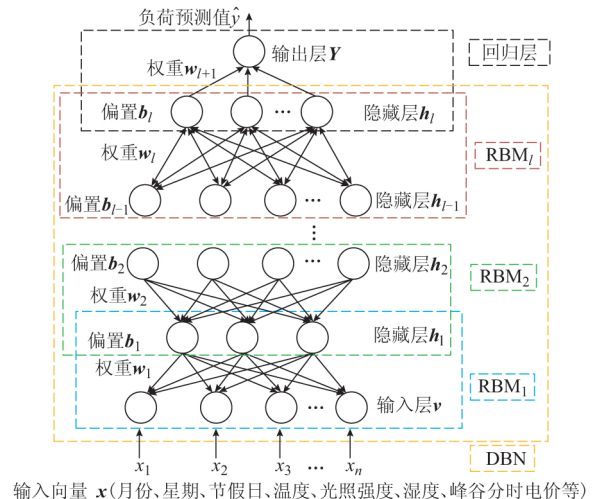 负荷预测值ŷ
输出层Y 回归层
权重w_{l+1}
偏置b_l ... 隐藏层h_l
权重w_l RBM_l
偏置b_{l-1} ... 隐藏层h_{l-1}
⋮
偏置b_2 ... 隐藏层h_2
权重w_2 RBM_2
偏置b_1 隐藏层h_1
权重w_1 RBM_1
... 输入层v
x_1 x_2 x_3 ... x_n DBN
输入向量 x(月份、星期、节假日、温度、光照强度、湿度、峰谷分时电价等)